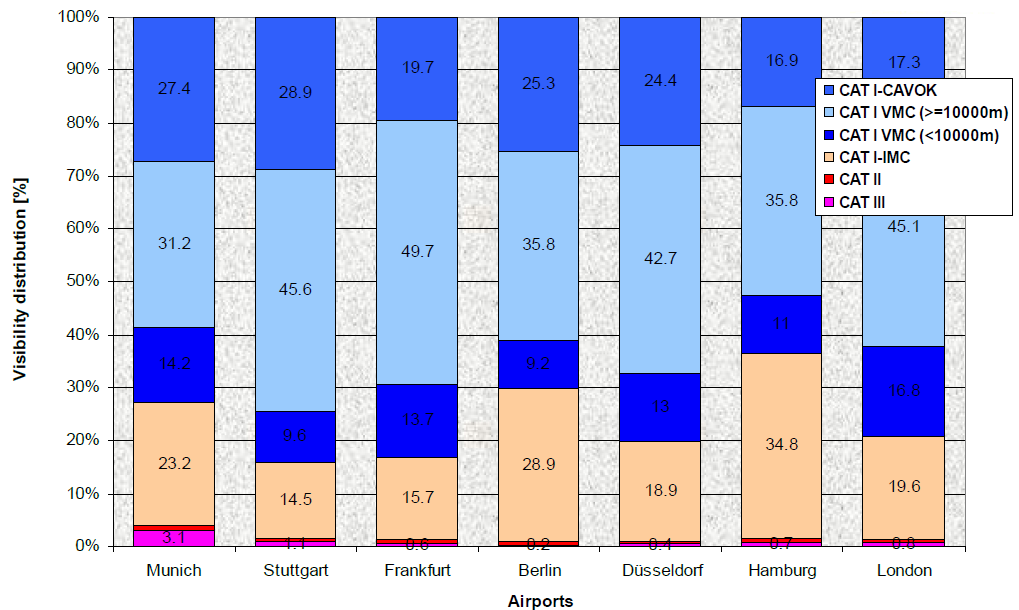 100%
90%
80%
70%
60%
50%
40%
30%
20%
10%
0%
Visibility distribution [%]
27.4 28.9 19.7 25.3 24.4 16.9 17.3
31.2 45.6 49.7 35.8 42.7 35.8 45.1
14.2 9.6 13.7 9.2 13 11 16.8
23.2 14.5 15.7 28.9 18.9 34.8 19.6
3.1 1.1 0.6 0.2 0.4 0.7 0.8
CAT I-CAVOK
CAT I VMC (>=10000m)
CAT I VMC (<10000m)
CAT I-IMC
CAT II
CAT III
Munich Stuttgart Frankfurt Berlin Düsseldorf Hamburg London
Airports